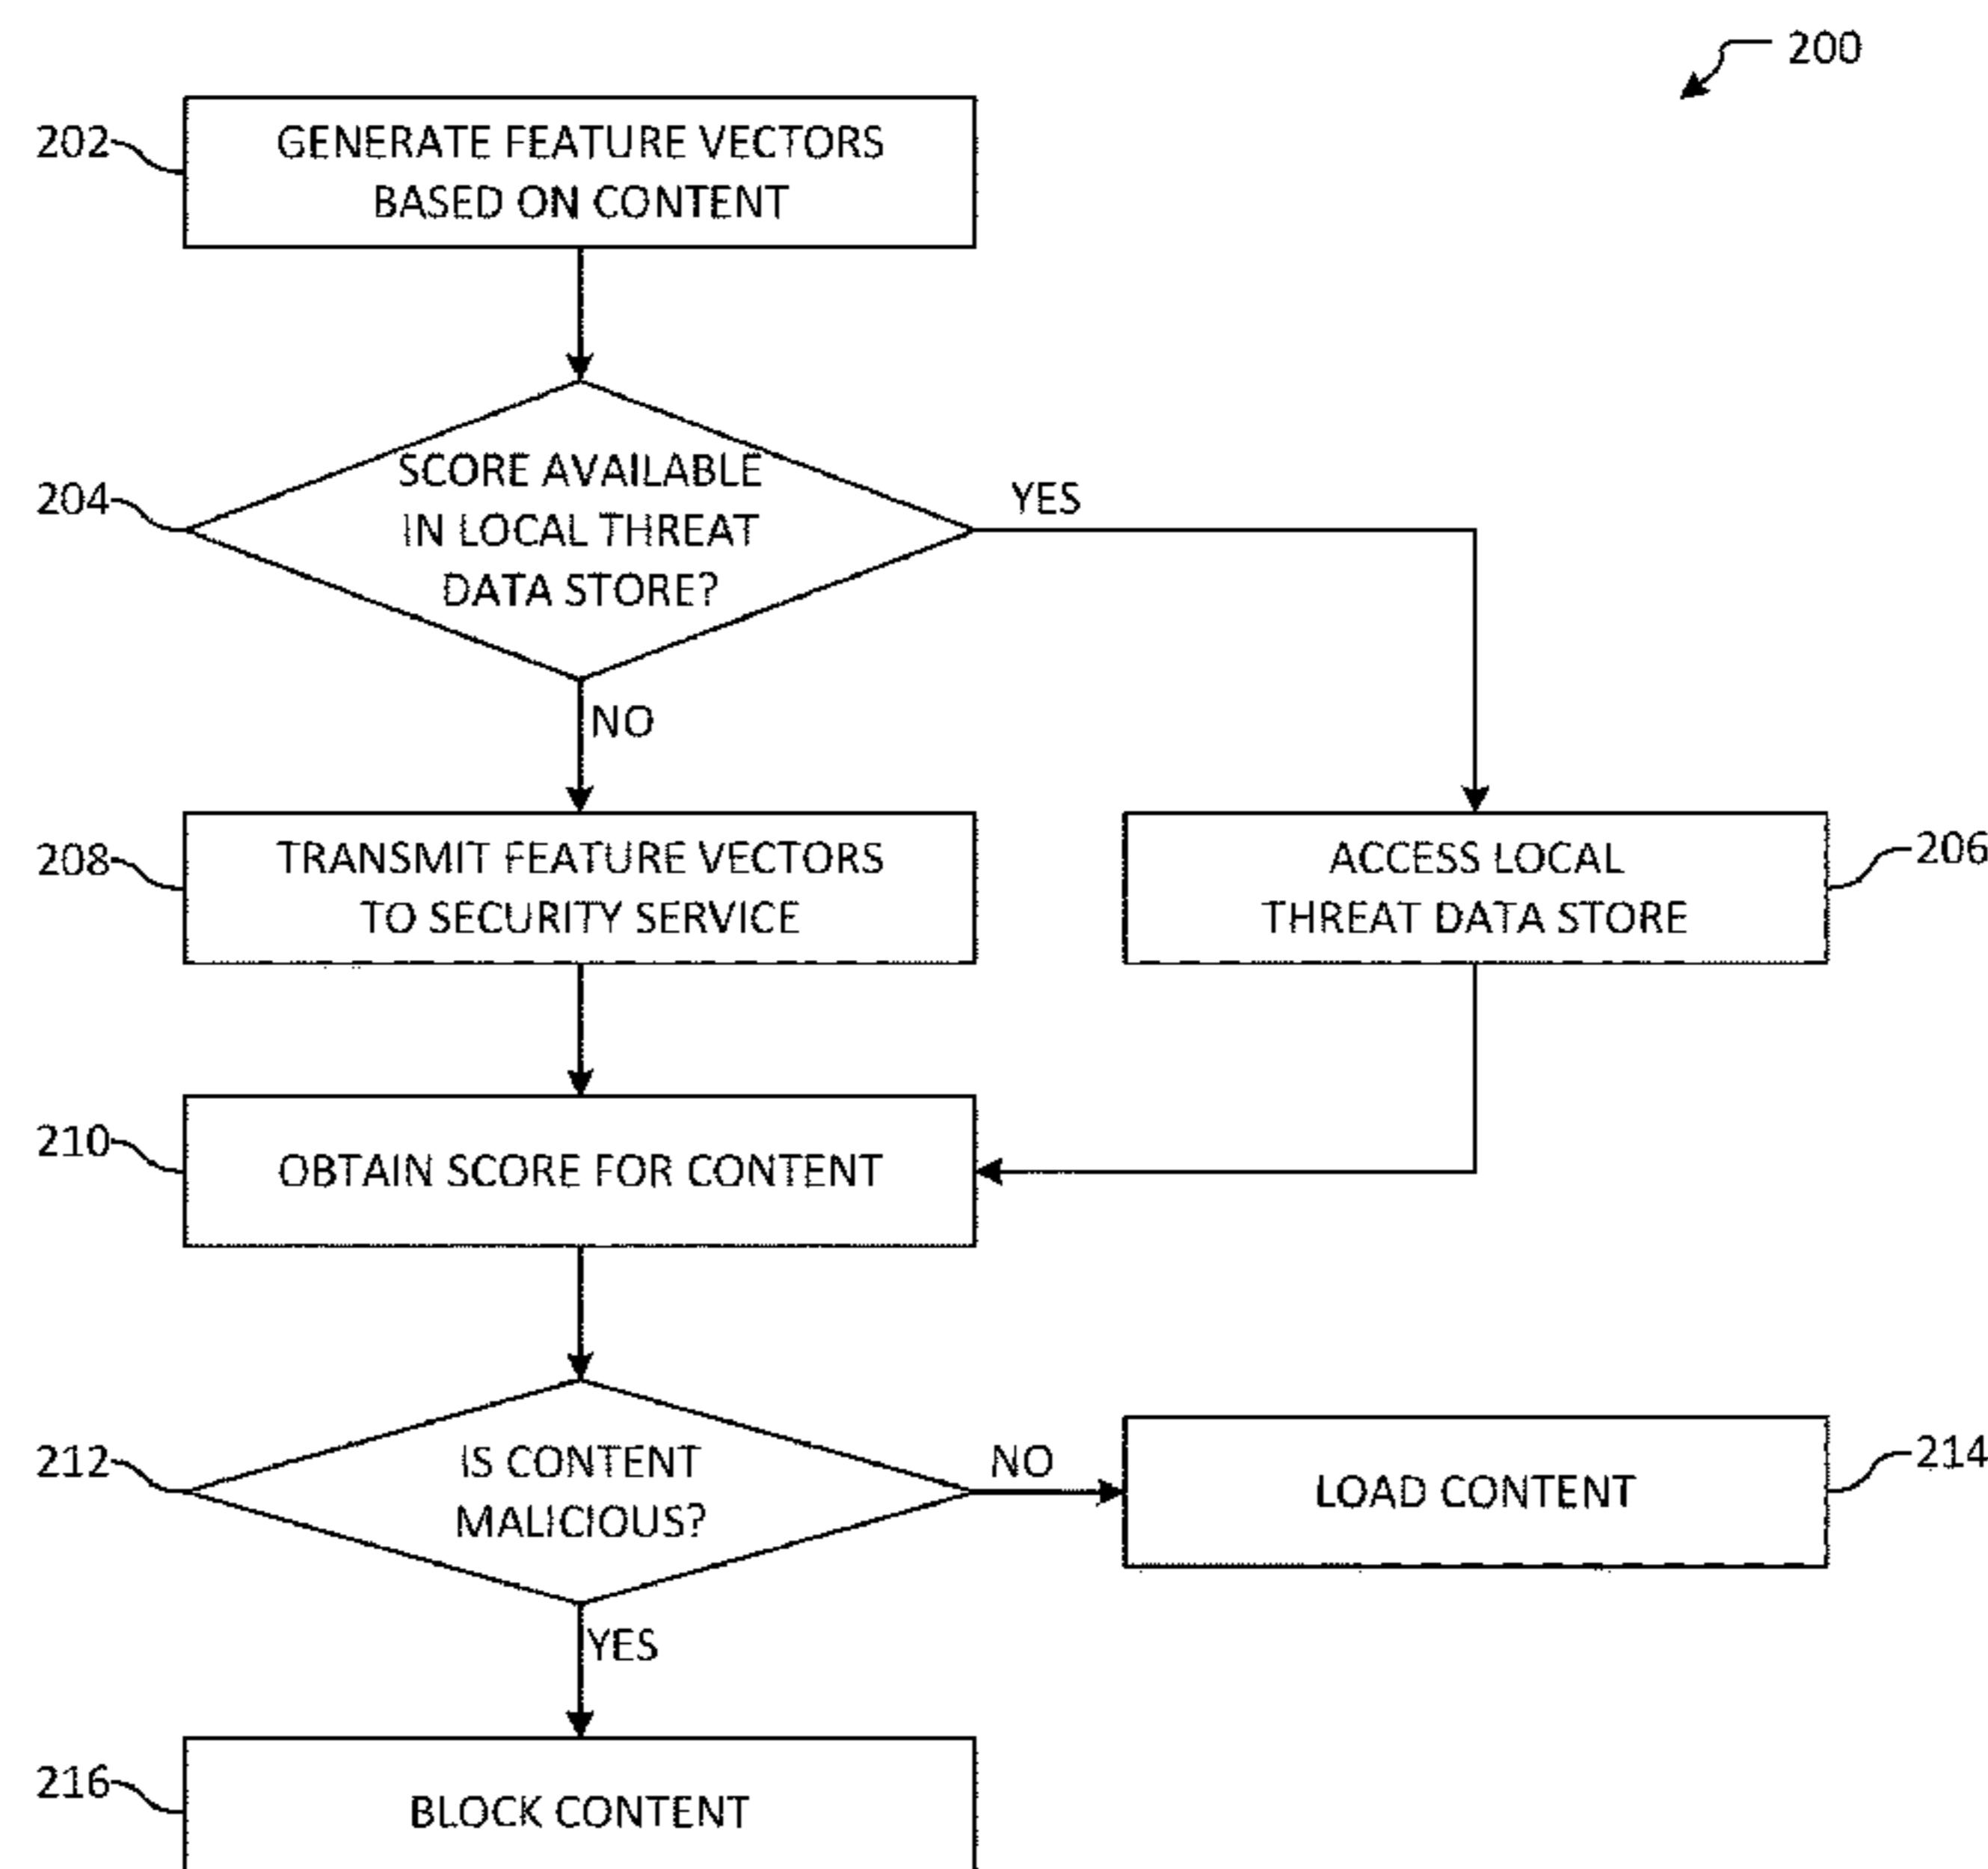 200
202
GENERATE FEATURE VECTORS
BASED ON CONTENT
204
SCORE AVAILABLE
IN LOCAL THREAT
DATA STORE?
YES
NO
208
TRANSMIT FEATURE VECTORS
TO SECURITY SERVICE
ACCESS LOCAL
THREAT DATA STORE
206
210
OBTAIN SCORE FOR CONTENT
212
IS CONTENT
MALICIOUS?
NO
LOAD CONTENT
214
YES
216
BLOCK CONTENT